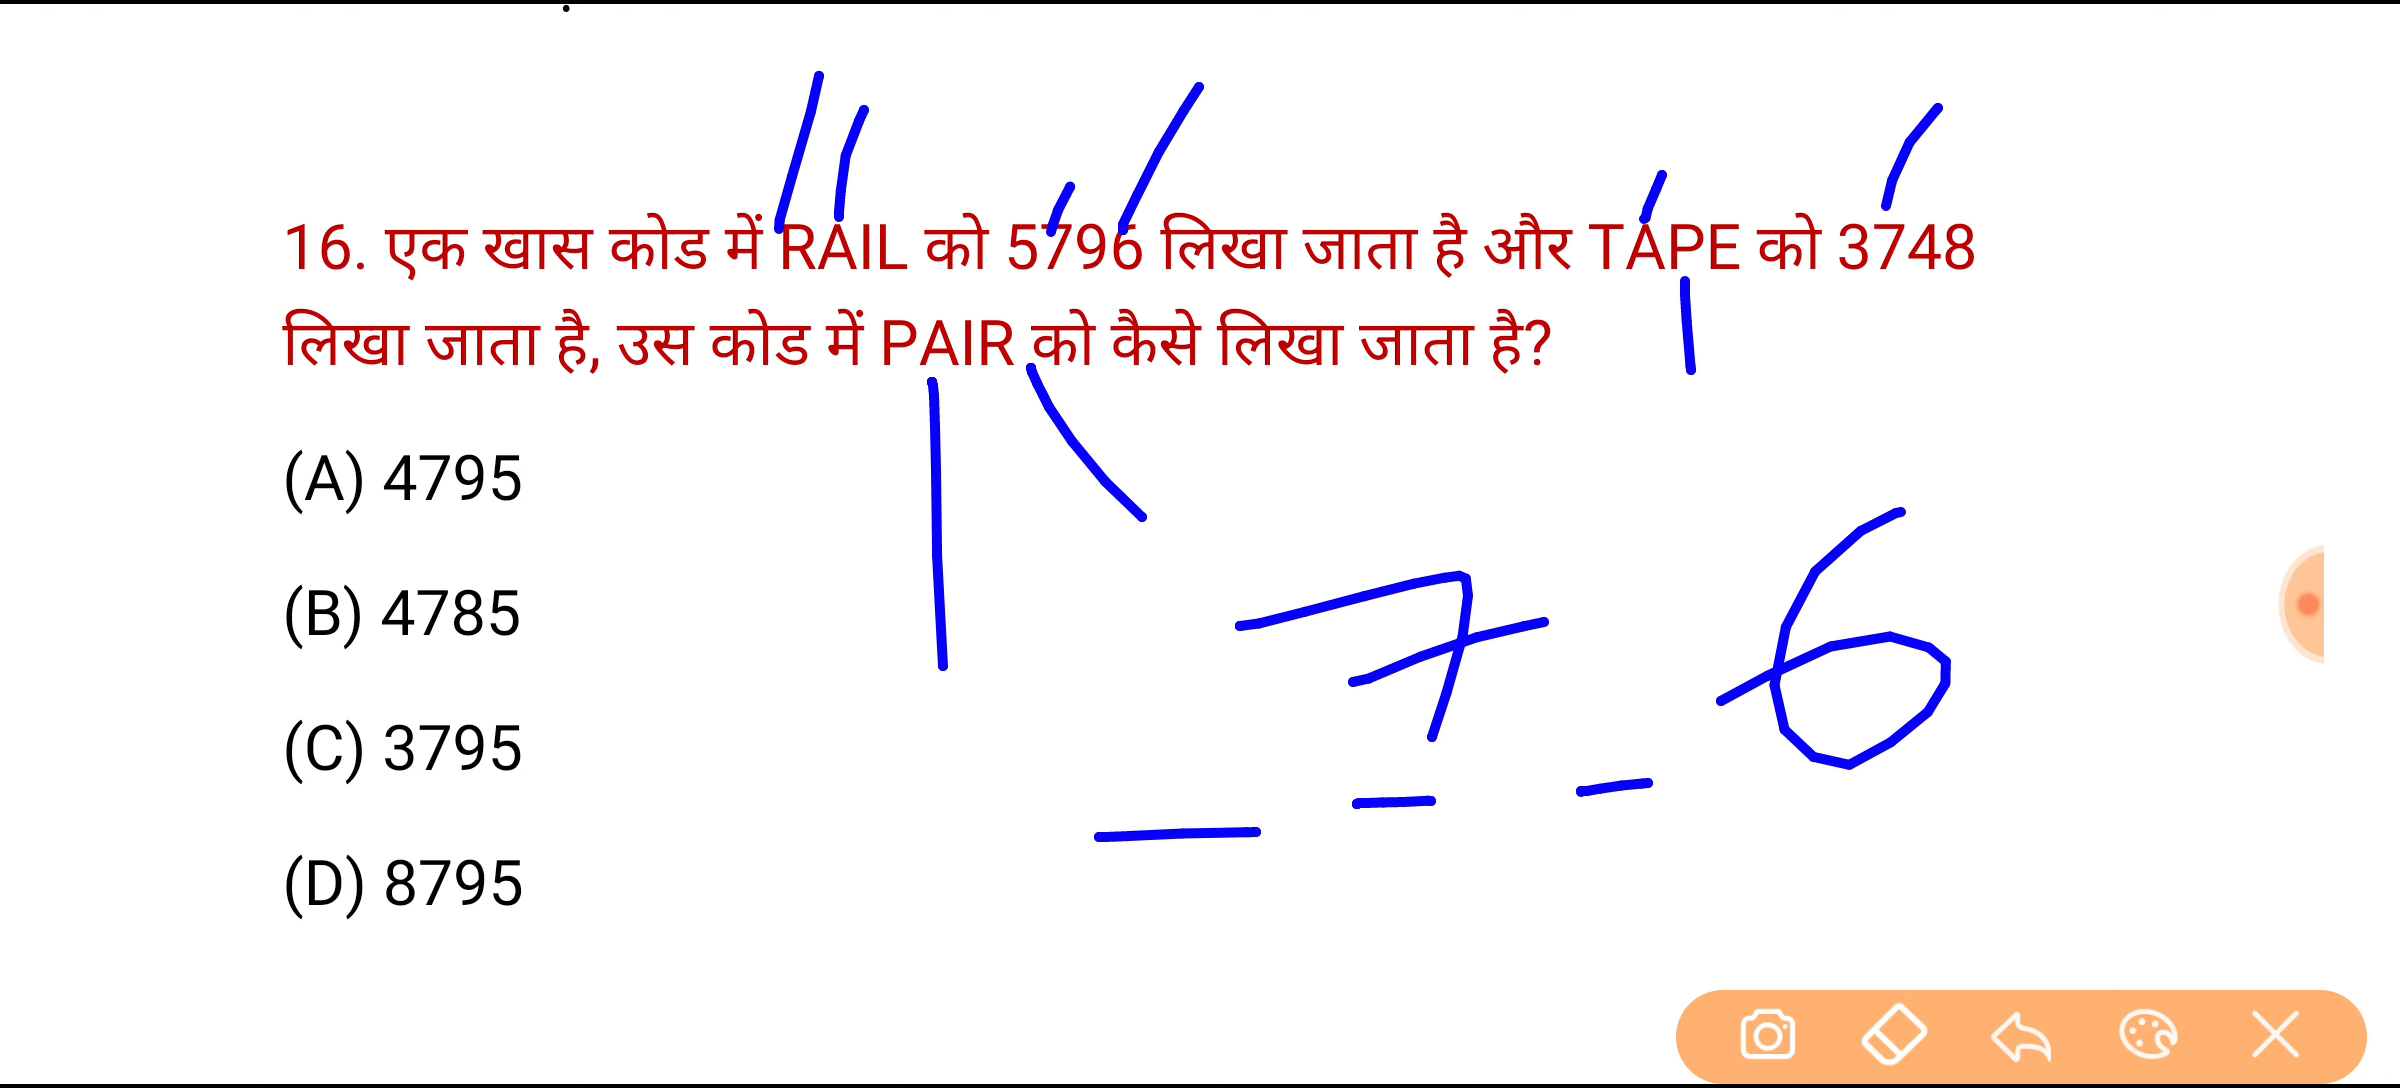 16. एक खास कोड में RAIL को 5796 लिखा जाता है और TAPE को 3748
लिखा जाता है, उस कोड में PAIR को कैसे लिखा जाता है?
(A) 4795
(B) 4785
(C) 3795
(D) 8795
7 6